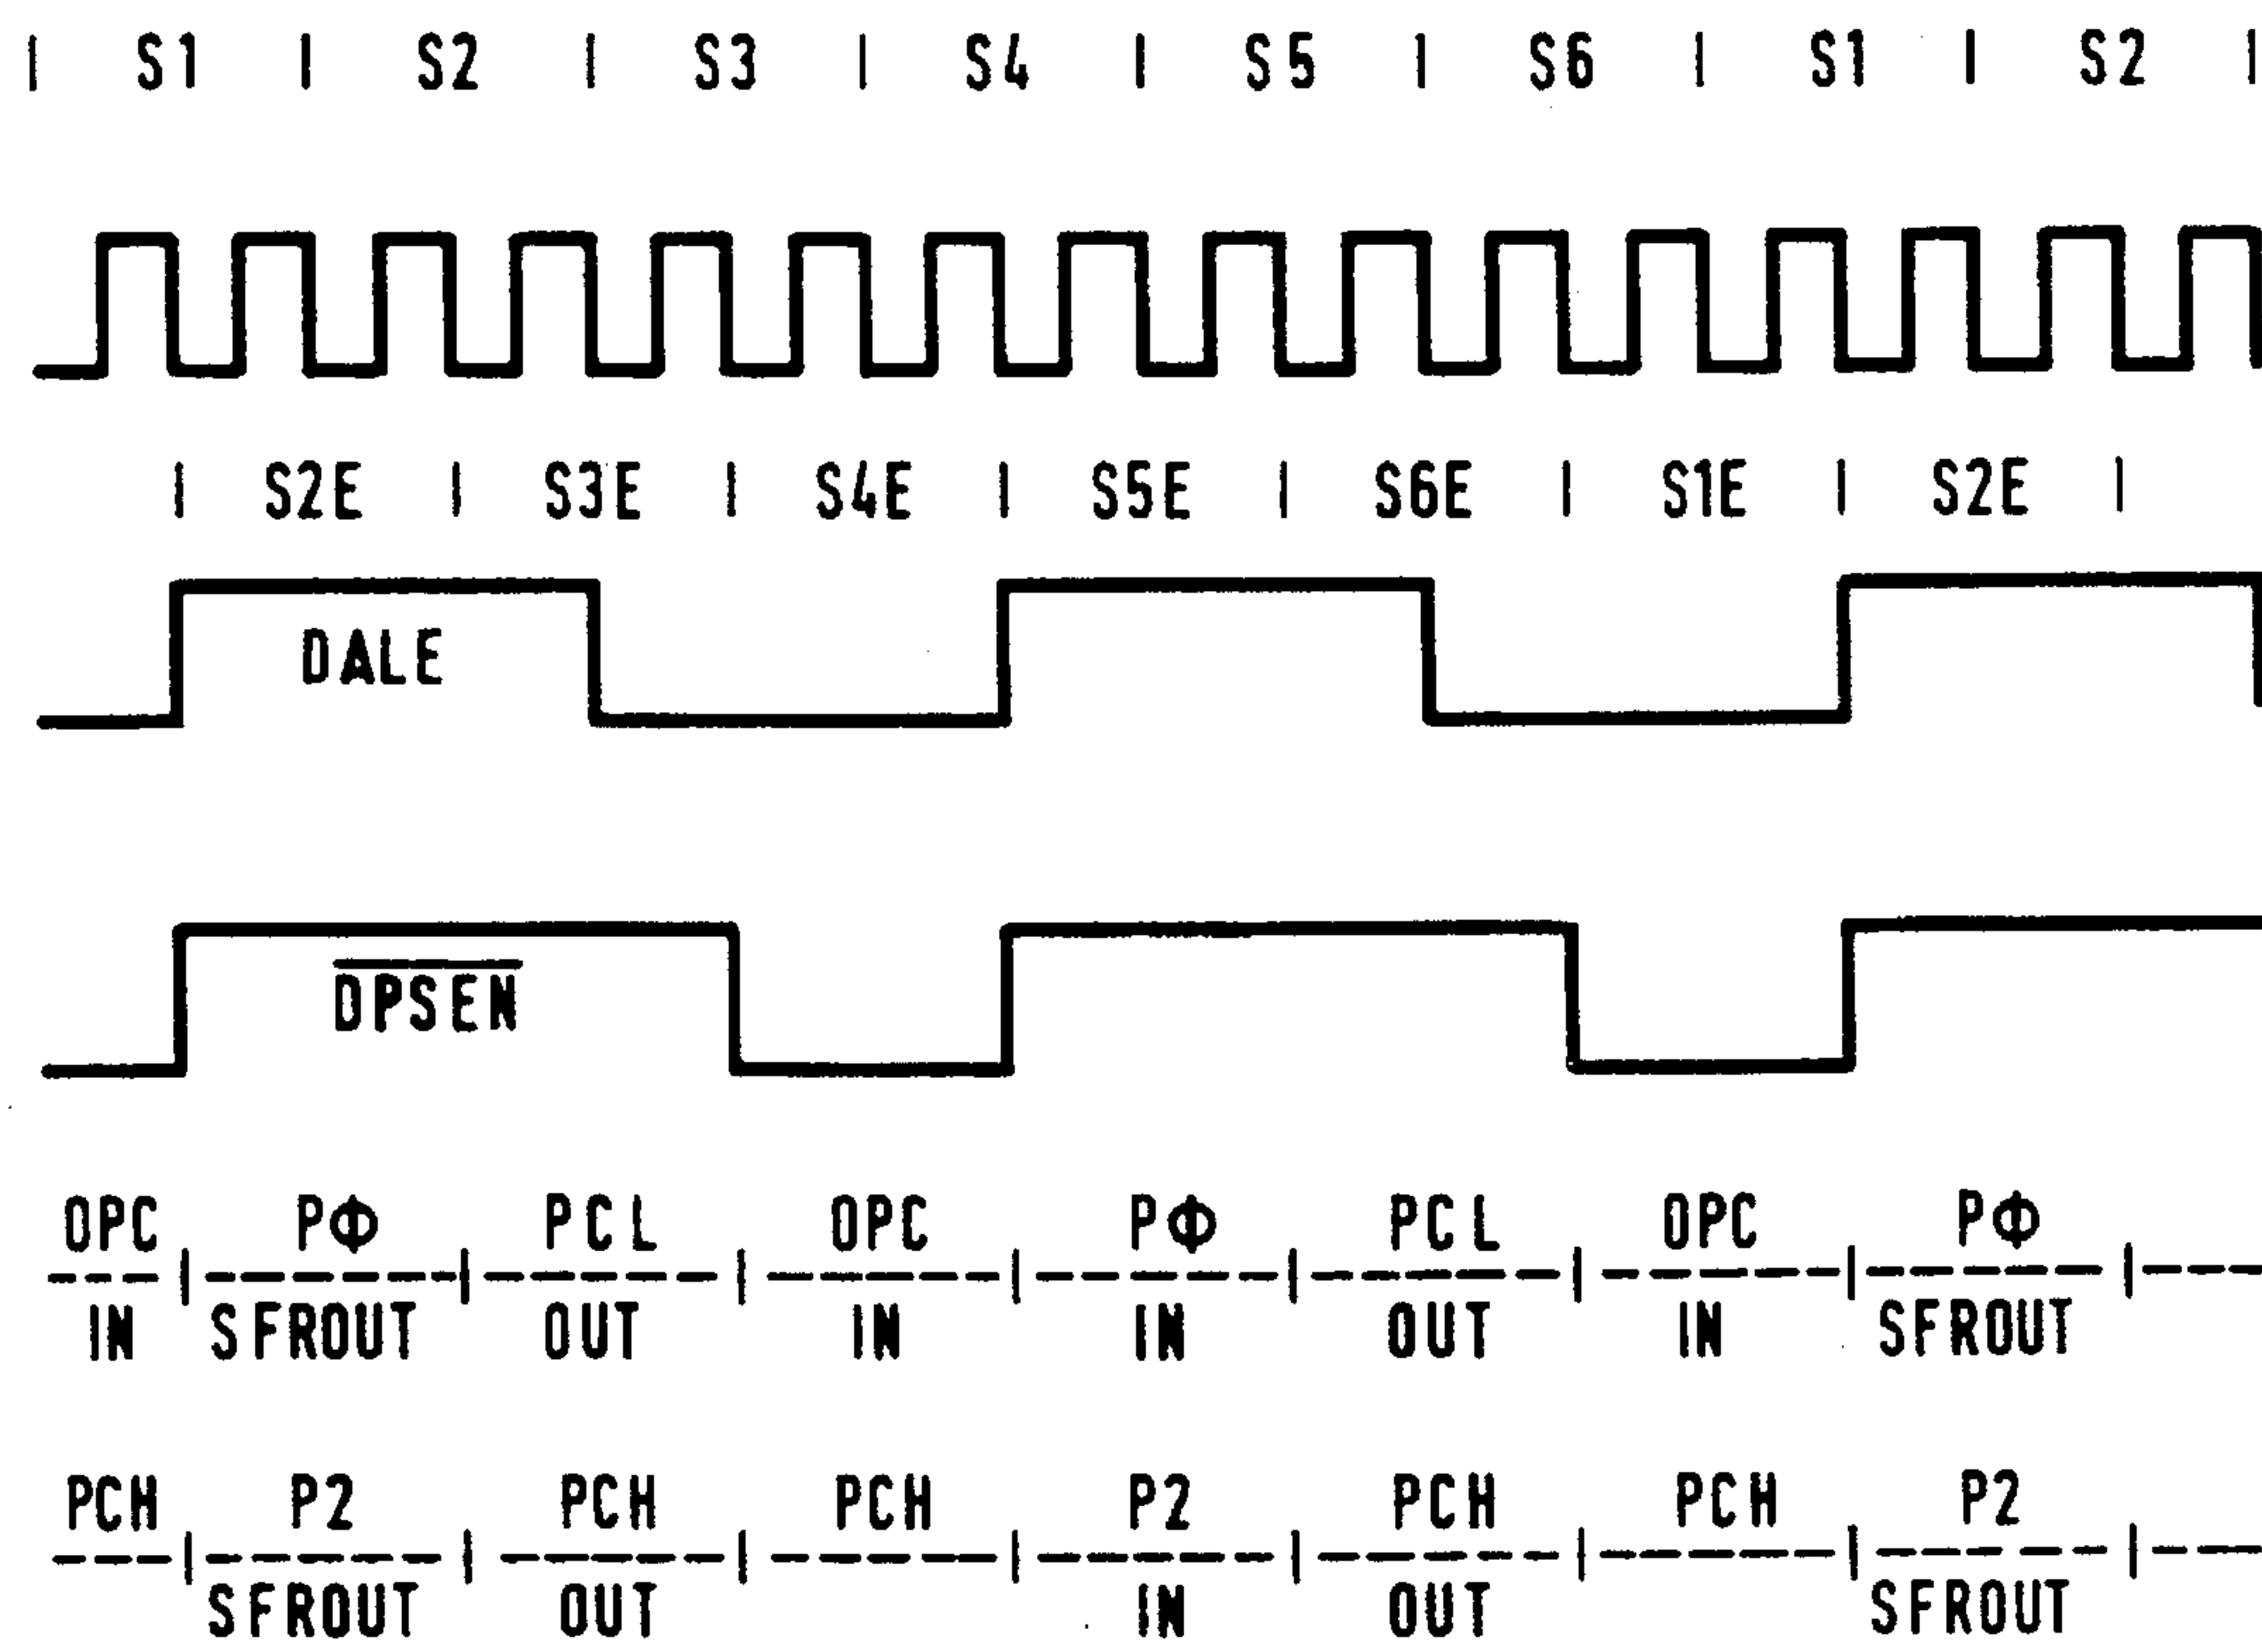 | S1 | S2 | S3 | S4 | S5 | S6 | S1 | S2 |
| S2E | S3E | S4E | S5E | S6E | S1E | S2E |
DALE
DPSEN
OPC | PΦ | PCL | OPC | PΦ | PCL | OPC | PΦ |
IN SFROUT OUT IN IN OUT IN SFROUT
PCH | P2 | PCH | PCH | P2 | PCH | PCH | P2 |
SFROUT OUT IN OUT SFROUT